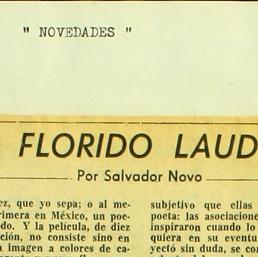 " NOVEDADES "
FLORIDO LAUD
Por Salvador Novo
ez, que yo sepa; o al me-
rimera en México, un poe-
do. Y la película, de diez
ción, no consiste sino en
a imagen a colores de ca-
subjetivo que ellas
poeta: las asociaciones
inspiraron cuando lo
quiera en su eventu
yectó sin duda, se con